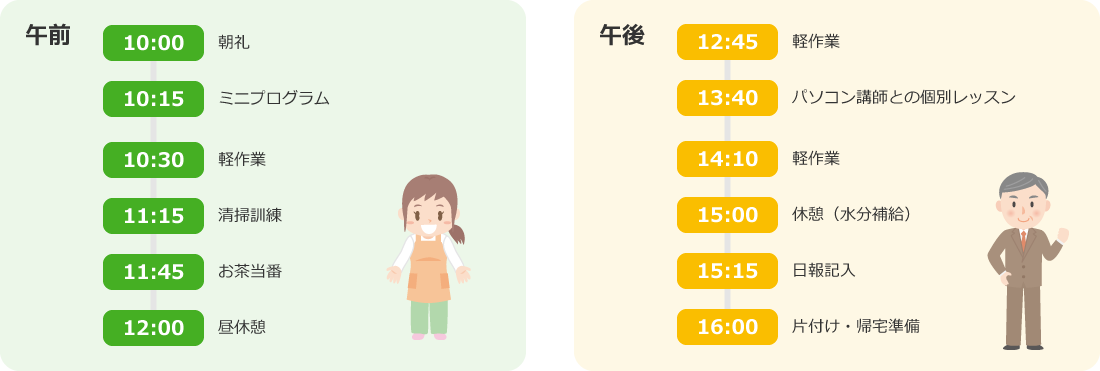 午前
10:00 朝礼
10:15 ミニプログラム
10:30 軽作業
11:15 清掃訓練
11:45 お茶当番
12:00 昼休憩
午後
12:45 軽作業
13:40 パソコン講師との個別レッスン
14:10 軽作業
15:00 休憩（水分補給）
15:15 日報記入
16:00 片付け・帰宅準備